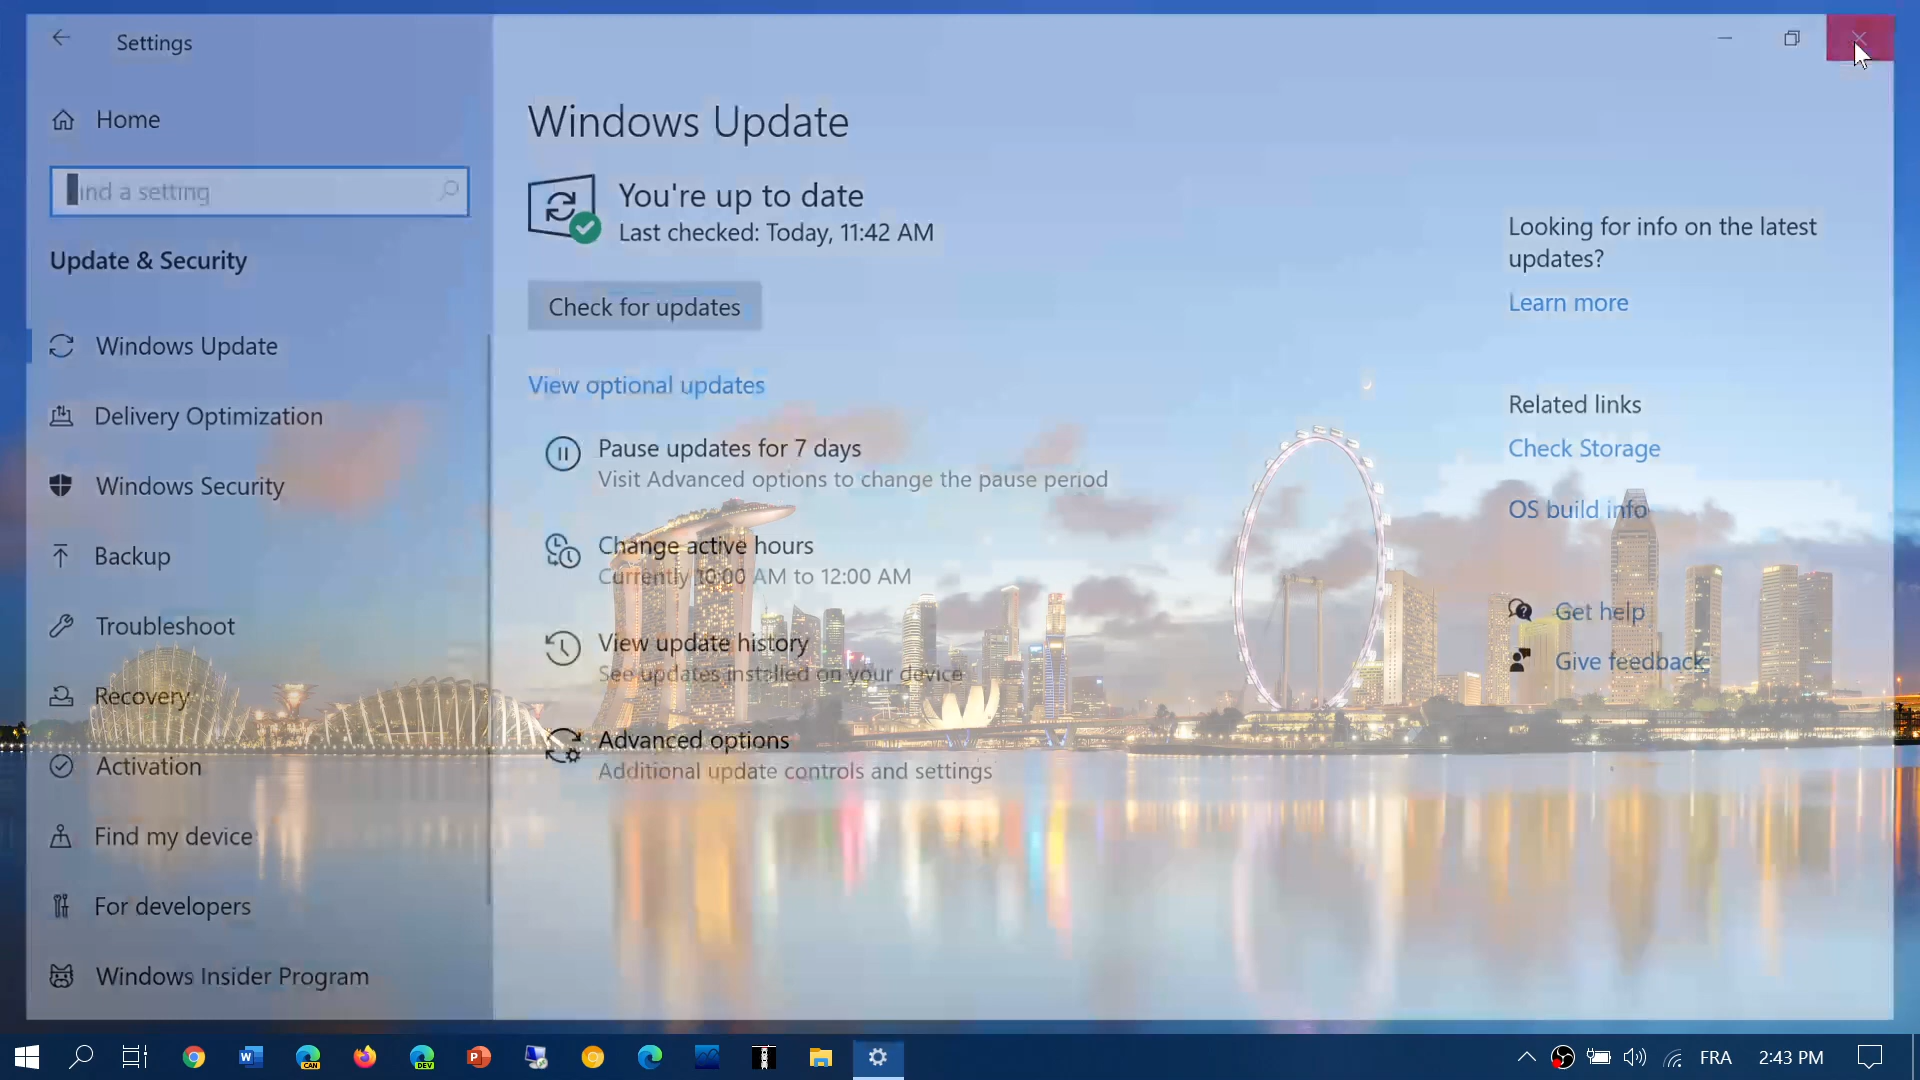 Settings
Home
ind a setting
Update & Security
Windows Update
Delivery Optimization
Windows Security
Backup
Troubleshoot
Recovery
Activation
Find my device
For developers
Windows Insider Program
Windows Update
You're up to date
Last checked: Today, 11:42 AM
Check for updates
View optional updates
Pause updates for 7 days
Visit Advanced options to change the pause period
Change active hours
Currently 10:00 AM to 12:00 AM
View update history
See updates installed on your device
Advanced options
Additional update controls and settings
Looking for info on the latest
updates?
Learn more
Related links
Check Storage
OS build info
Get help
Give feedback
CAN
DEV
FRA
2:43 PM